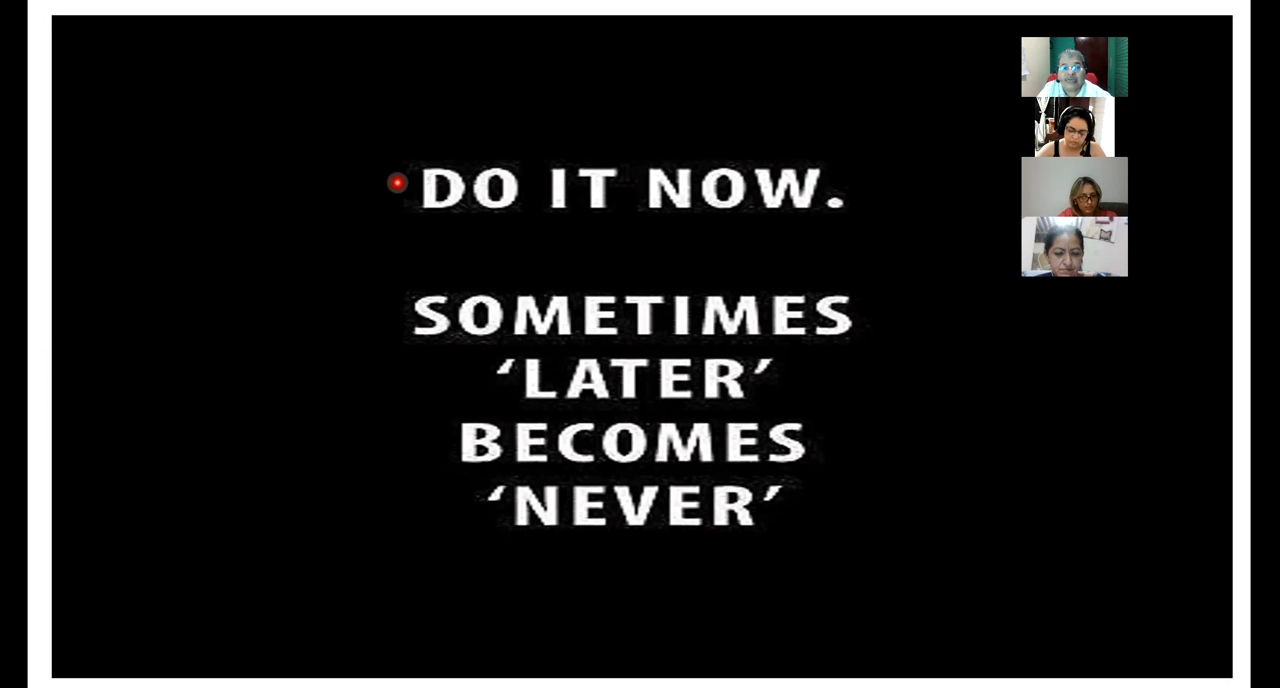 DO IT NOW.
SOMETIMES
‘LATER’
BECOMES
‘NEVER’